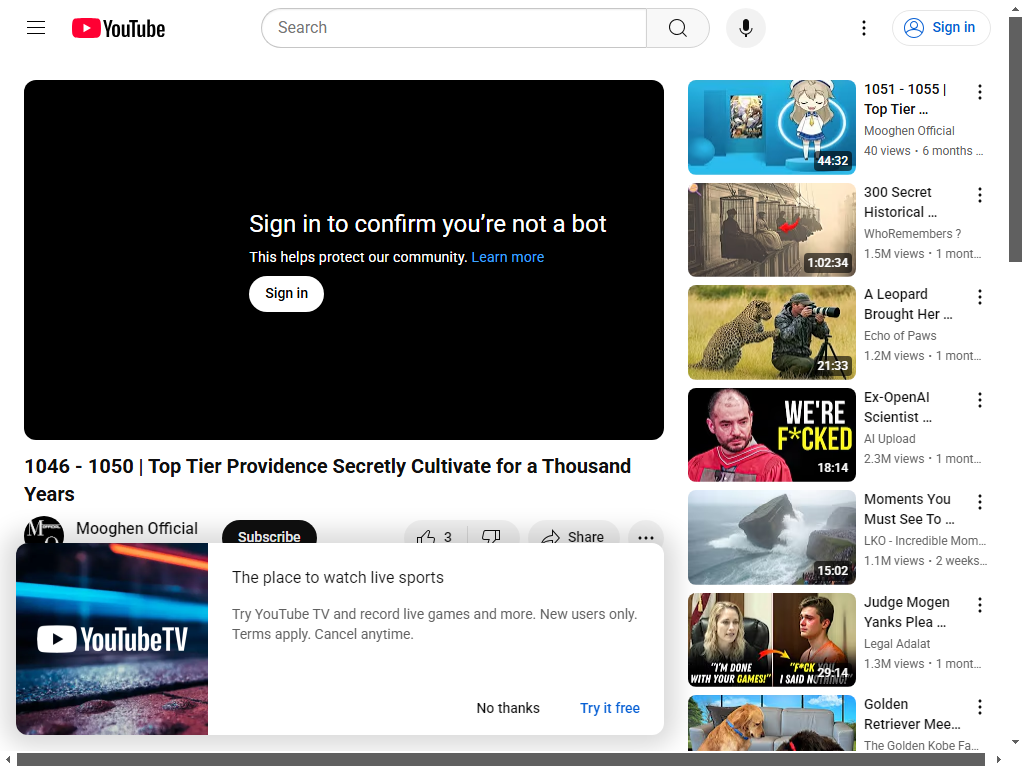 YouTube
Search
Sign in
Sign in to confirm you’re not a bot
This helps protect our community. Learn more
Sign in
1046 - 1050 | Top Tier Providence Secretly Cultivate for a Thousand
Years
Mooghen Official
Subscribe
3
Share
YouTubeTV
The place to watch live sports
Try YouTube TV and record live games and more. New users only.
Terms apply. Cancel anytime.
No thanks
Try it free
44:32
1051 - 1055 |
Top Tier …
Mooghen Official
40 views • 6 months …
1:02:34
300 Secret
Historical …
WhoRemembers ?
1.5M views • 1 mont…
21:33
A Leopard
Brought Her …
Echo of Paws
1.2M views • 1 mont…
WE'RE
F*CKED
18:14
Ex-OpenAI
Scientist …
AI Upload
2.3M views • 1 mont…
15:02
Moments You
Must See To …
LKO - Incredible Mom…
1.1M views • 2 weeks…
"I'M DONE
WITH YOUR GAMES!"
"F*CK YOU
I SAID NOTHING!"
29:14
Judge Mogen
Yanks Plea …
Legal Adalat
1.3M views • 1 mont…
Golden
Retriever Mee…
The Golden Kobe Fa…